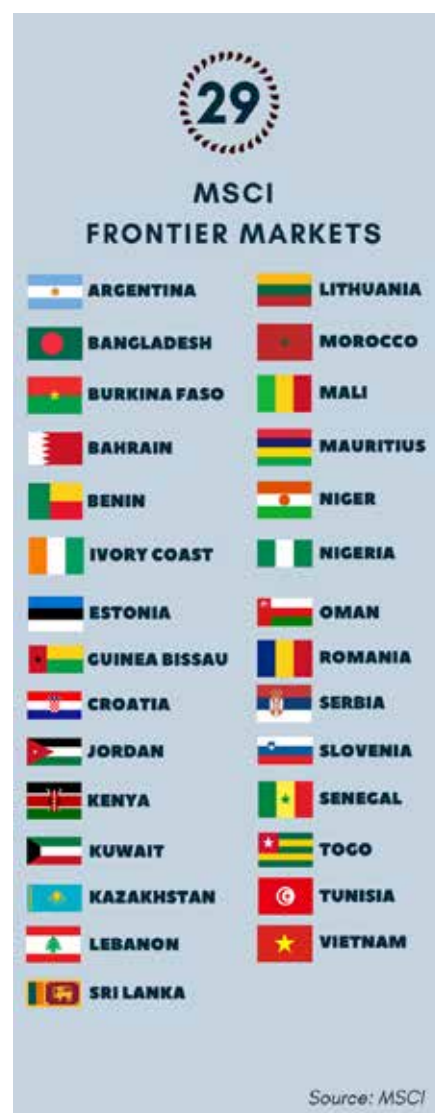 29
MSCI
FRONTIER MARKETS
ARGENTINA
BANGLADESH
BURKINA FASO
BAHRAIN
BENIN
IVORY COAST
ESTONIA
GUINEA BISSAU
CROATIA
JORDAN
KENYA
KUWAIT
KAZAKHSTAN
LEBANON
SRI LANKA
LITHUANIA
MOROCCO
MALI
MAURITIUS
NIGER
NIGERIA
OMAN
ROMANIA
SERBIA
SLOVENIA
SENEGAL
TOGO
TUNISIA
VIETNAM
Source: MSCI